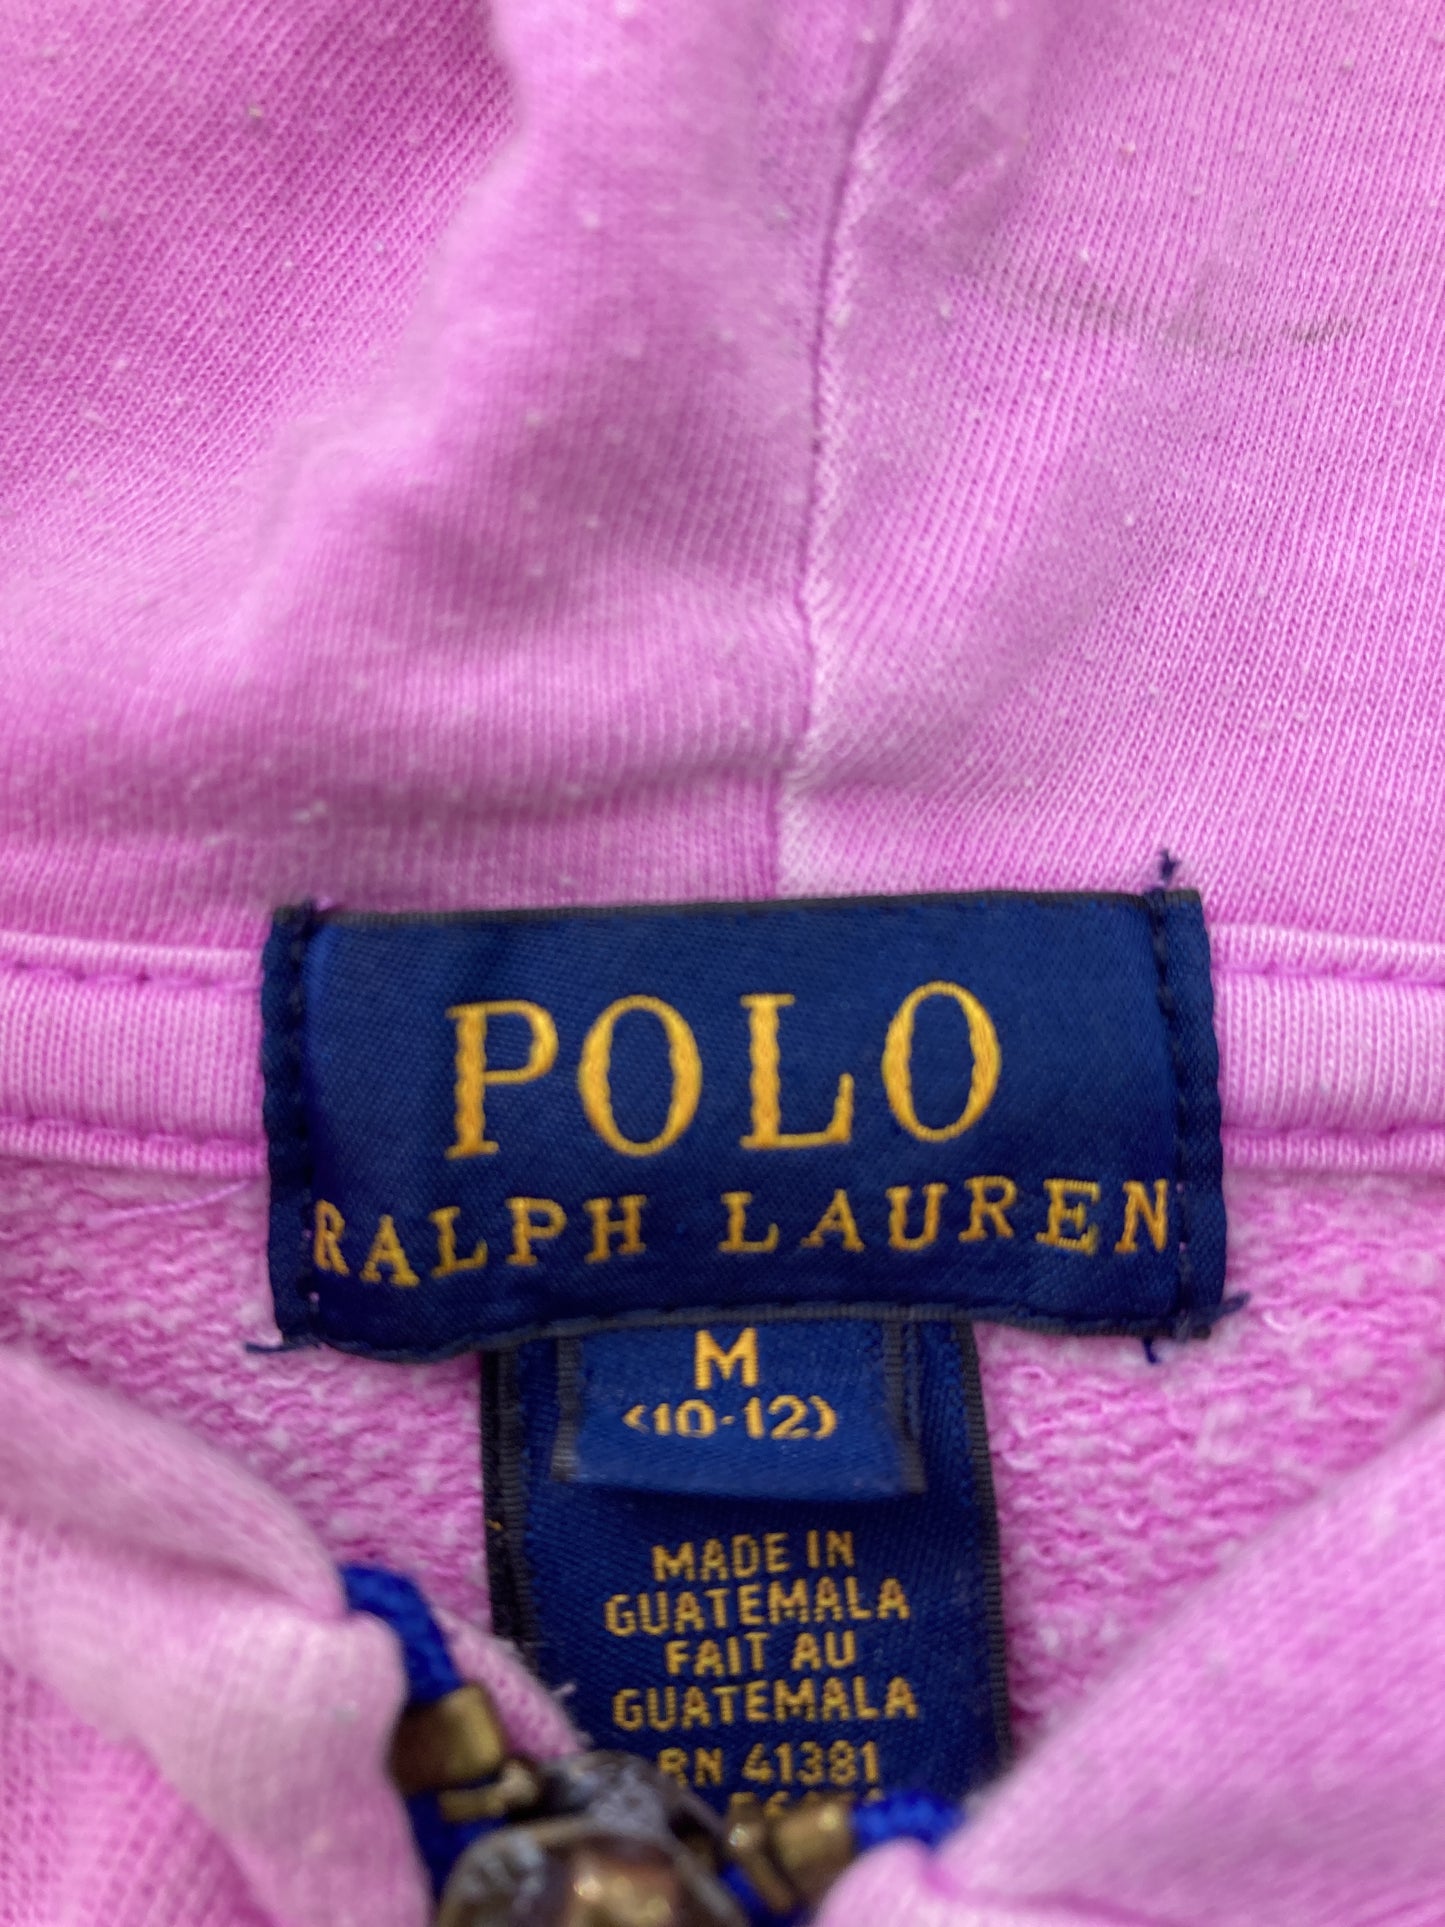 POLO
RALPH LAUREN
M
(10-12)
MADE IN
GUATEMALA
FAIT AU
GUATEMALA
RN 41381